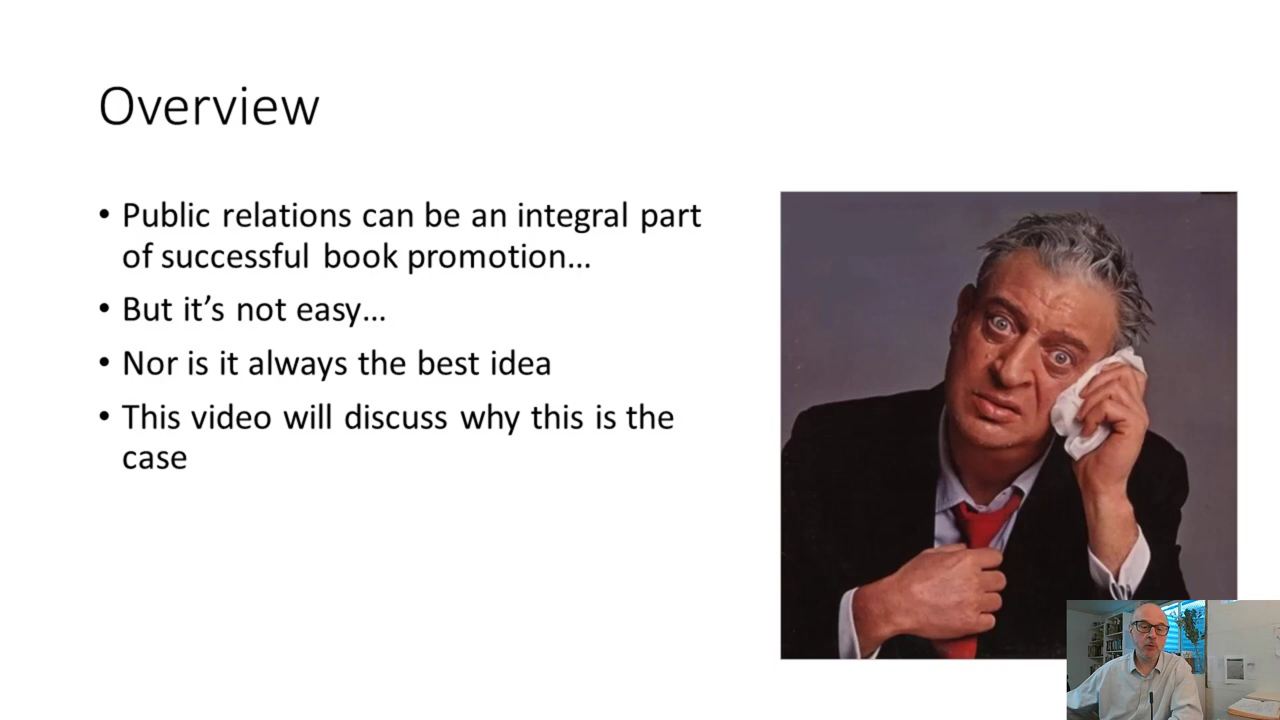 Overview
• Public relations can be an integral part
of successful book promotion…
• But it’s not easy…
• Nor is it always the best idea
• This video will discuss why this is the
case